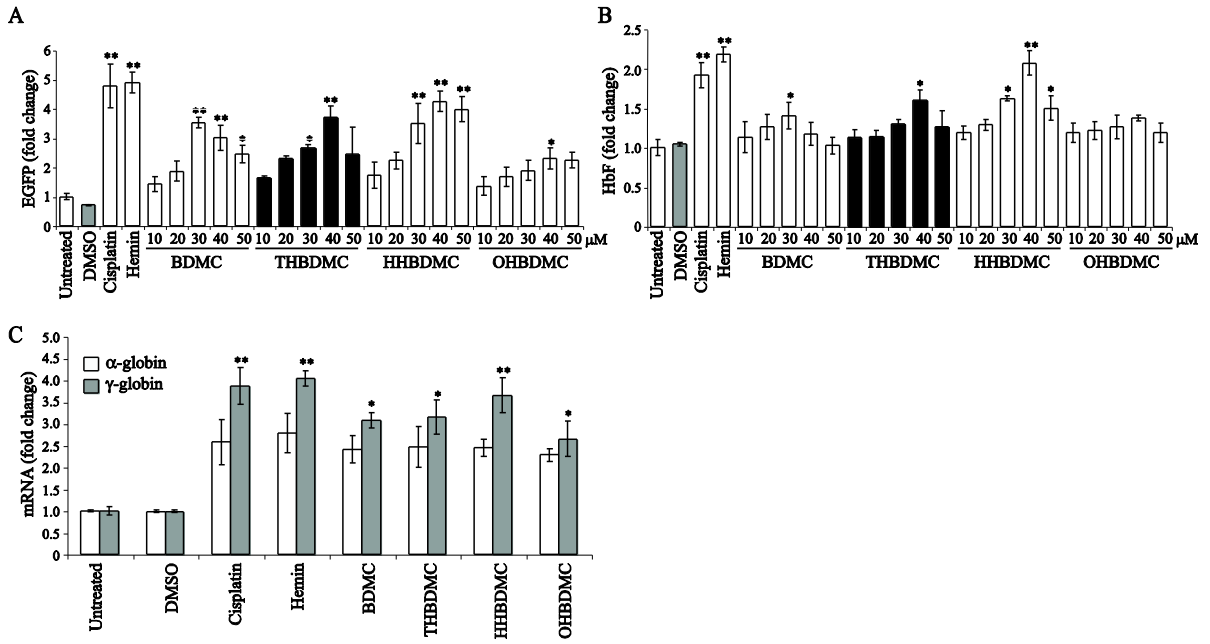 A
EGFP (fold change)
6
5
4
3
2
1
0
** ** ** ** * * ** ** ** ** *
10 20 30 40 50 10 20 30 40 50 10 20 30 40 50 10 20 30 40 50 μM
Untreated
DMSO
Cisplatin
Hemin
BDMC THBDMC HHBDMC OHBDMC
B
HbF (fold change)
2.5
2.0
1.5
1.0
0.5
0
** ** * * * ** *
10 20 30 40 50 10 20 30 40 50 10 20 30 40 50 10 20 30 40 50 μM
Untreated
DMSO
Cisplatin
Hemin
BDMC THBDMC HHBDMC OHBDMC
C
mRNA (fold change)
5.0
4.5
4.0
3.5
3.0
2.5
2.0
1.5
1.0
0.5
0
α-globin
γ-globin
** ** * * ** *
Untreated
DMSO
Cisplatin
Hemin
BDMC
THBDMC
HHBDMC
OHBDMC